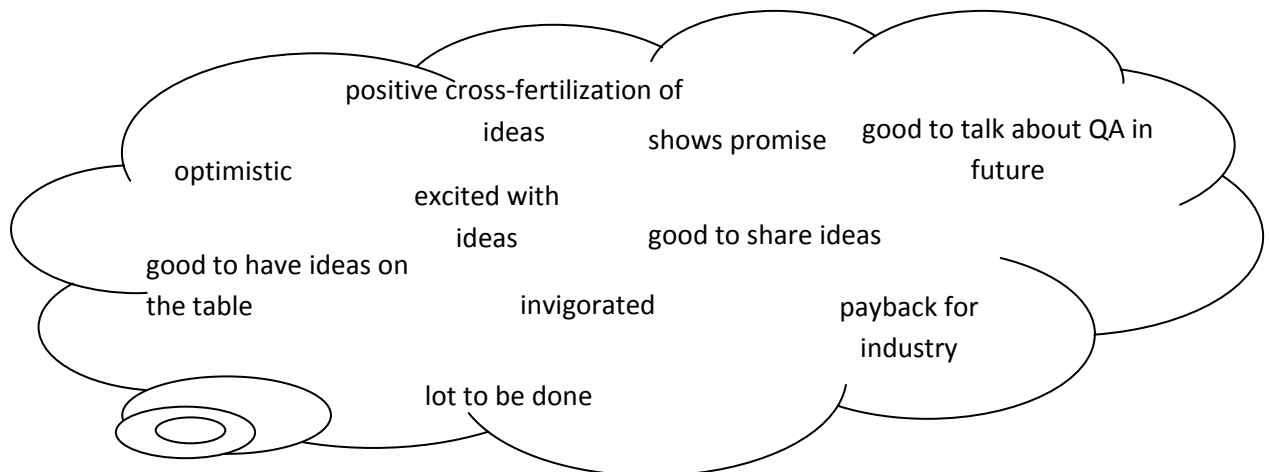 positive cross-fertilization of
ideas
shows promise
good to talk about QA in
future
optimistic
excited with
ideas
good to share ideas
good to have ideas on
the table
invigorated
payback for
industry
lot to be done